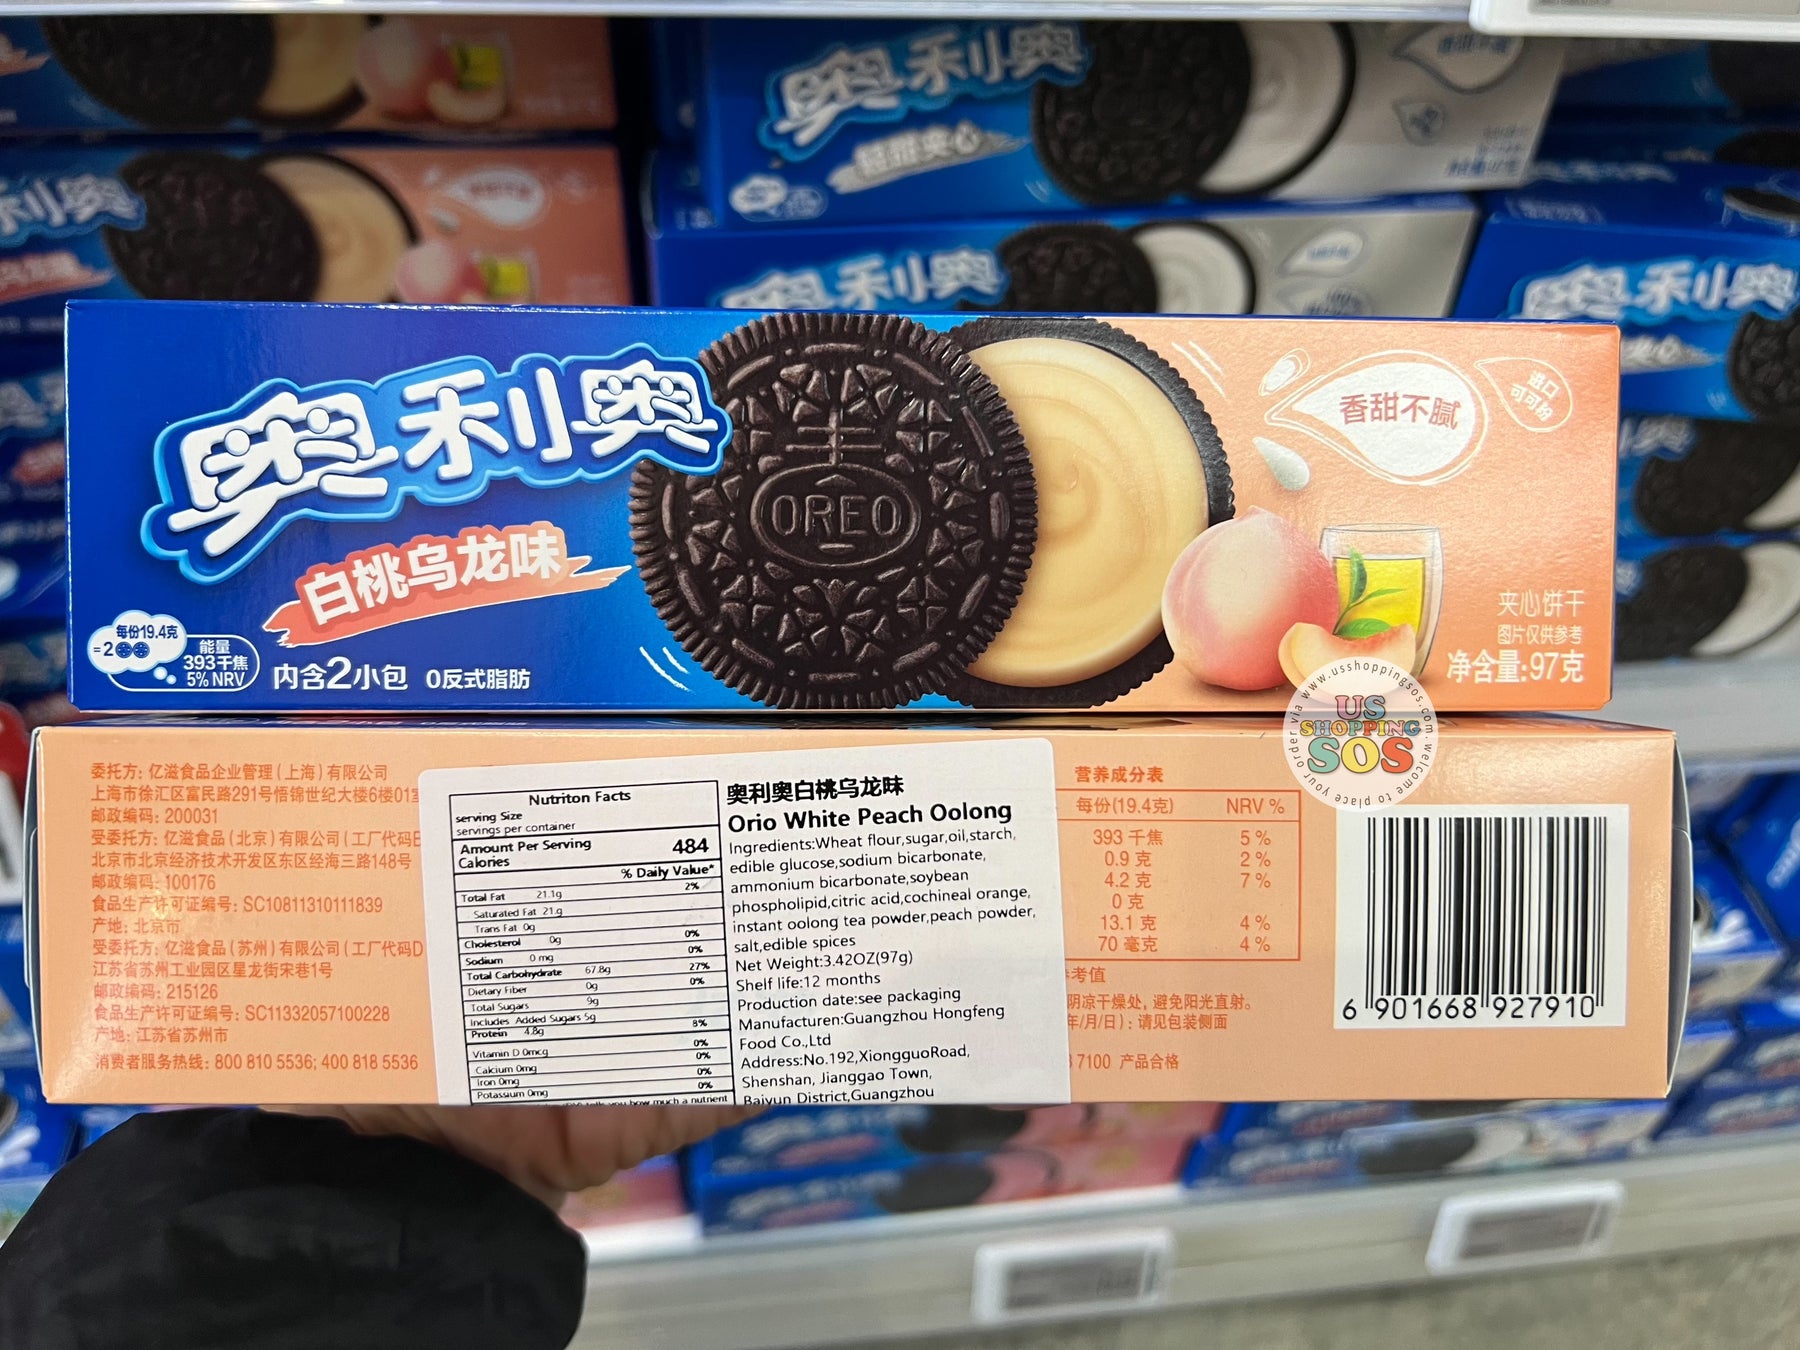 奥利奥
白桃乌龙味
OREO
香甜不腻
进口
可可粉
每份19.4克
=2
能量
393千焦
5% NRV
内含2小包 0反式脂肪
夹心饼干
图片仅供参考
净含量:97克
your order via www.usshoppingsos.com·welcome to place
US
SHOPPING
SOS
委托方: 亿滋食品企业管理(上海)有限公司
上海市徐汇区富民路291号悟锦世纪大楼6楼01室
邮政编码: 200031
受委托方: 亿滋食品(北京)有限公司(工厂代码B
北京市北京经济技术开发区东区经海三路148号
邮政编码: 100176
食品生产许可证编号: SC10811310111839
产地: 北京市
受委托方: 亿滋食品(苏州)有限公司(工厂代码D
江苏省苏州工业园区星龙街宋巷1号
邮政编码: 215126
食品生产许可证编号: SC11332057100228
产地: 江苏省苏州市
消费者服务热线: 800 810 5536; 400 818 5536
Nutriton Facts
serving Size
servings per container
Amount Per Serving
Calories 484
% Daily Value*
2%
Total Fat 21.1g
Saturated Fat 21.g
Trans Fat 0g
0%
Cholesterol 0g
0%
Sodium 0 mg
27%
Total Carbohydrate 67.8g
0%
Dietary Fiber 0g
Total Sugars 9g
Includes Added Sugars 5g
8%
Protein 4.8g
0%
Vitamin D 0mcg
0%
Calcium 0mg
0%
Iron 0mg
0%
Potassium 0mg
tells you how much a nutrient
奥利奥白桃乌龙味
Orio White Peach Oolong
Ingredients:Wheat flour,sugar,oil,starch,
edible glucose,sodium bicarbonate,
ammonium bicarbonate,soybean
phospholipid,citric acid,cochineal orange,
instant oolong tea powder,peach powder,
salt,edible spices
Net Weight:3.42OZ(97g)
Shelf life:12 months
Production date:see packaging
Manufacturer:Guangzhou Hongfeng
Food Co.,Ltd
Address:No.192,XiongguoRoad,
Shenshan, Jianggao Town,
Baiyun District,Guangzhou
营养成分表
每份(19.4克) NRV %
393 千焦 5 %
0.9 克 2 %
4.2 克 7 %
0 克
13.1 克 4 %
70 毫克 4 %
考值
阴凉干燥处, 避免阳光直射。
年/月/日): 请见包装侧面
7100 产品合格
6 901668 927910